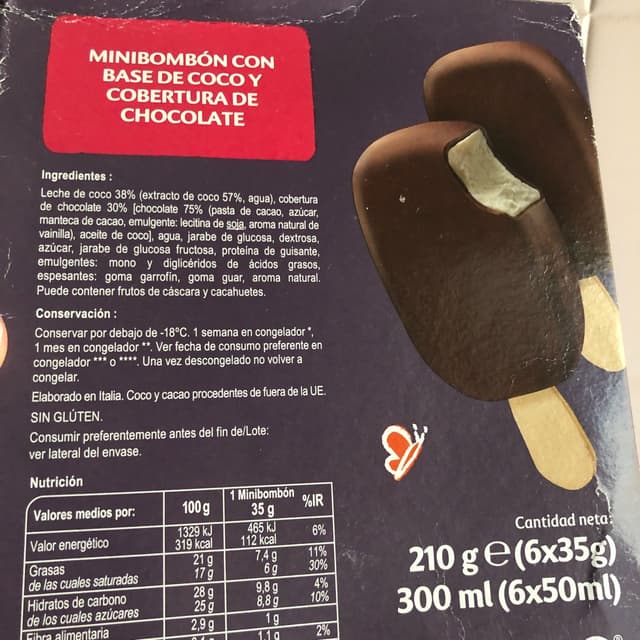 MINIBOMBÓN CON
BASE DE COCO Y
COBERTURA DE
CHOCOLATE
Ingredientes :
Leche de coco 38% (extracto de coco 57%, agua), cobertura
de chocolate 30% [chocolate 75% (pasta de cacao, azúcar,
manteca de cacao, emulgente: lecitina de soja, aroma natural de
vainilla), aceite de coco], agua, jarabe de glucosa, dextrosa,
azúcar, jarabe de glucosa fructosa, proteína de guisante,
emulgentes: mono y diglicéridos de ácidos grasos,
espesantes: goma garrofín, goma guar, aroma natural.
Puede contener frutos de cáscara y cacahuetes.
Conservación :
Conservar por debajo de -18ºC. 1 semana en congelador *,
1 mes en congelador **. Ver fecha de consumo preferente en
congelador *** o ****. Una vez descongelado no volver a
congelar.
Elaborado en Italia. Coco y cacao procedentes de fuera de la UE.
SIN GLÚTEN.
Consumir preferentemente antes del fin de/Lote:
ver lateral del envase.
Nutrición
Valores medios por: 100 g 1 Minibombón 35 g %IR
Valor energético 1329 kJ 465 kJ 6%
319 kcal 112 kcal
Grasas 21 g 7,4 g 11%
de las cuales saturadas 17 g 6 g 30%
Hidratos de carbono 28 g 9,8 g 4%
de los cuales azúcares 25 g 8,8 g 10%
Fibra alimentaria 2,9 g 1 g
1,1 g 2%
Cantidad neta:
210 g e (6x35g)
300 ml (6x50ml)